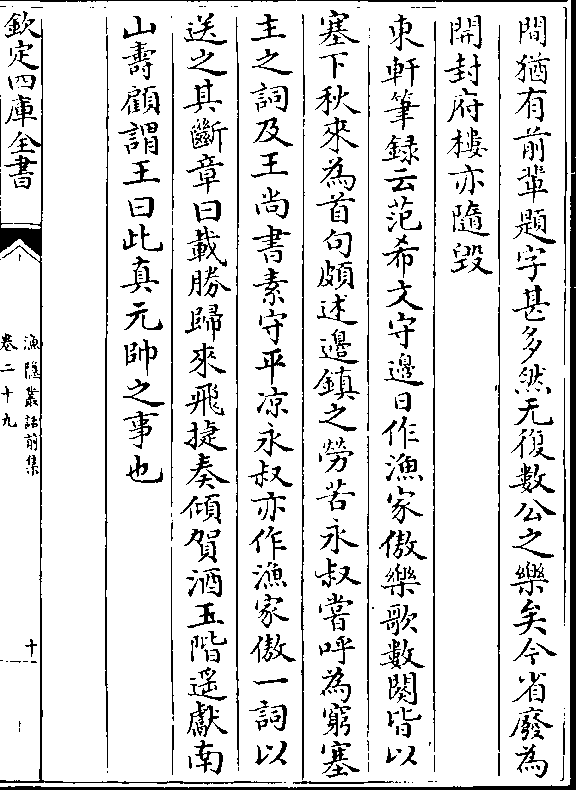 間猶有前輩題字甚多然无復數公之樂矣今省廢為
開封府樓亦隨毀
東軒筆録云范希文守邊日作漁家傲樂歌數闋皆以
塞下秋來為首句頗述邊鎮之勞苦永叔嘗呼為窮塞
主之詞及王尚書素守平凉永叔亦作漁家傲一詞以
送之其斷章曰載勝歸來飛捷奏傾賀酒玉階遥獻南
山壽顧謂王曰此真元帥之事也
欽定四庫全書
漁隠叢話前集
卷二十九
十